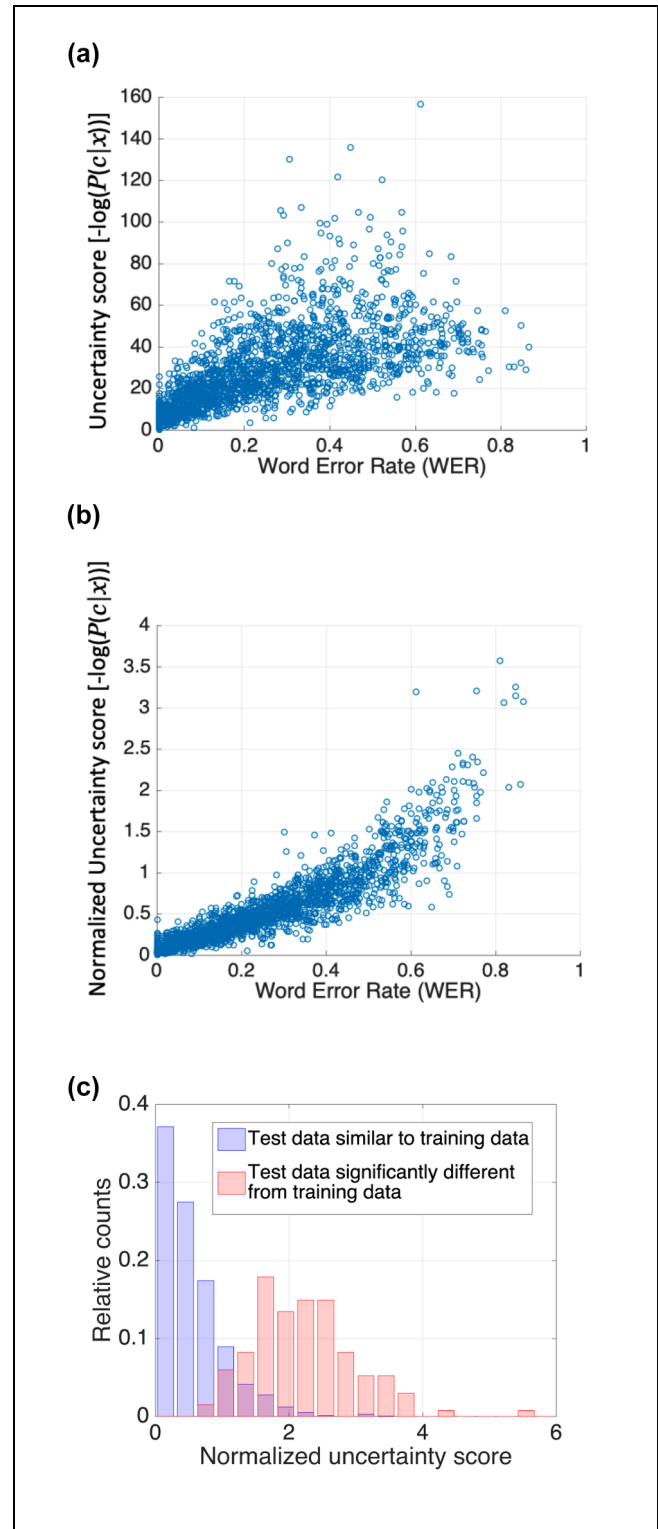 (a)
Uncertainty score [-log(P(c|x))]
160
140
120
100
80
60
40
20
0
0 0.2 0.4 0.6 0.8 1
Word Error Rate (WER)
(b)
Normalized Uncertainty score [-log(P(c|x))]
4
3.5
3
2.5
2
1.5
1
0.5
0
0 0.2 0.4 0.6 0.8 1
Word Error Rate (WER)
(c)
Relative counts
0.4
0.3
0.2
0.1
0
Test data similar to training data
Test data significantly different
from training data
0 2 4 6
Normalized uncertainty score